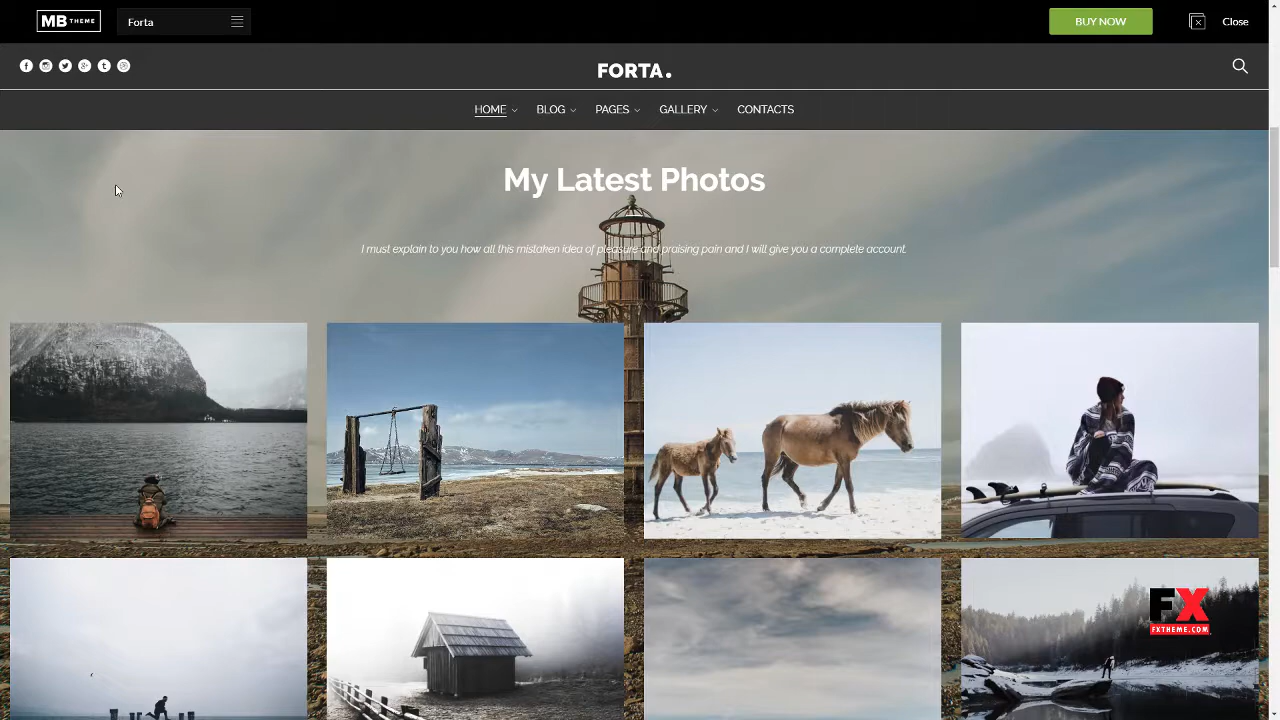 MB THEME
Forta
BUY NOW
Close
FORTA.
HOME
BLOG
PAGES
GALLERY
CONTACTS
My Latest Photos
I must explain to you how all this mistaken idea of pleasure and praising pain and I will give you a complete account.
FX
FXTHEME.COM